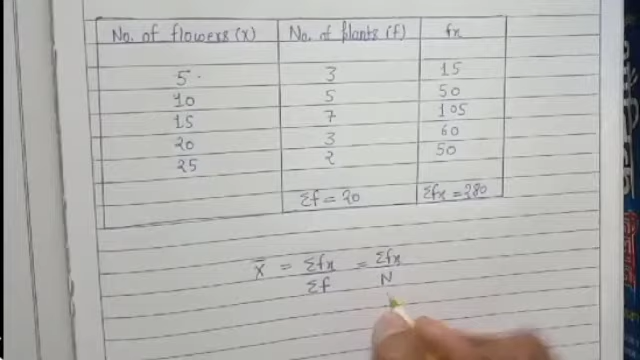 No. of flowers (x) No. of plants (f) fx
5 3 15
10 5 50
15 7 105
20 3 60
25 2 50
Σf = 20 Σfx = 280
x̄ = Σfx / Σf = Σfx / N